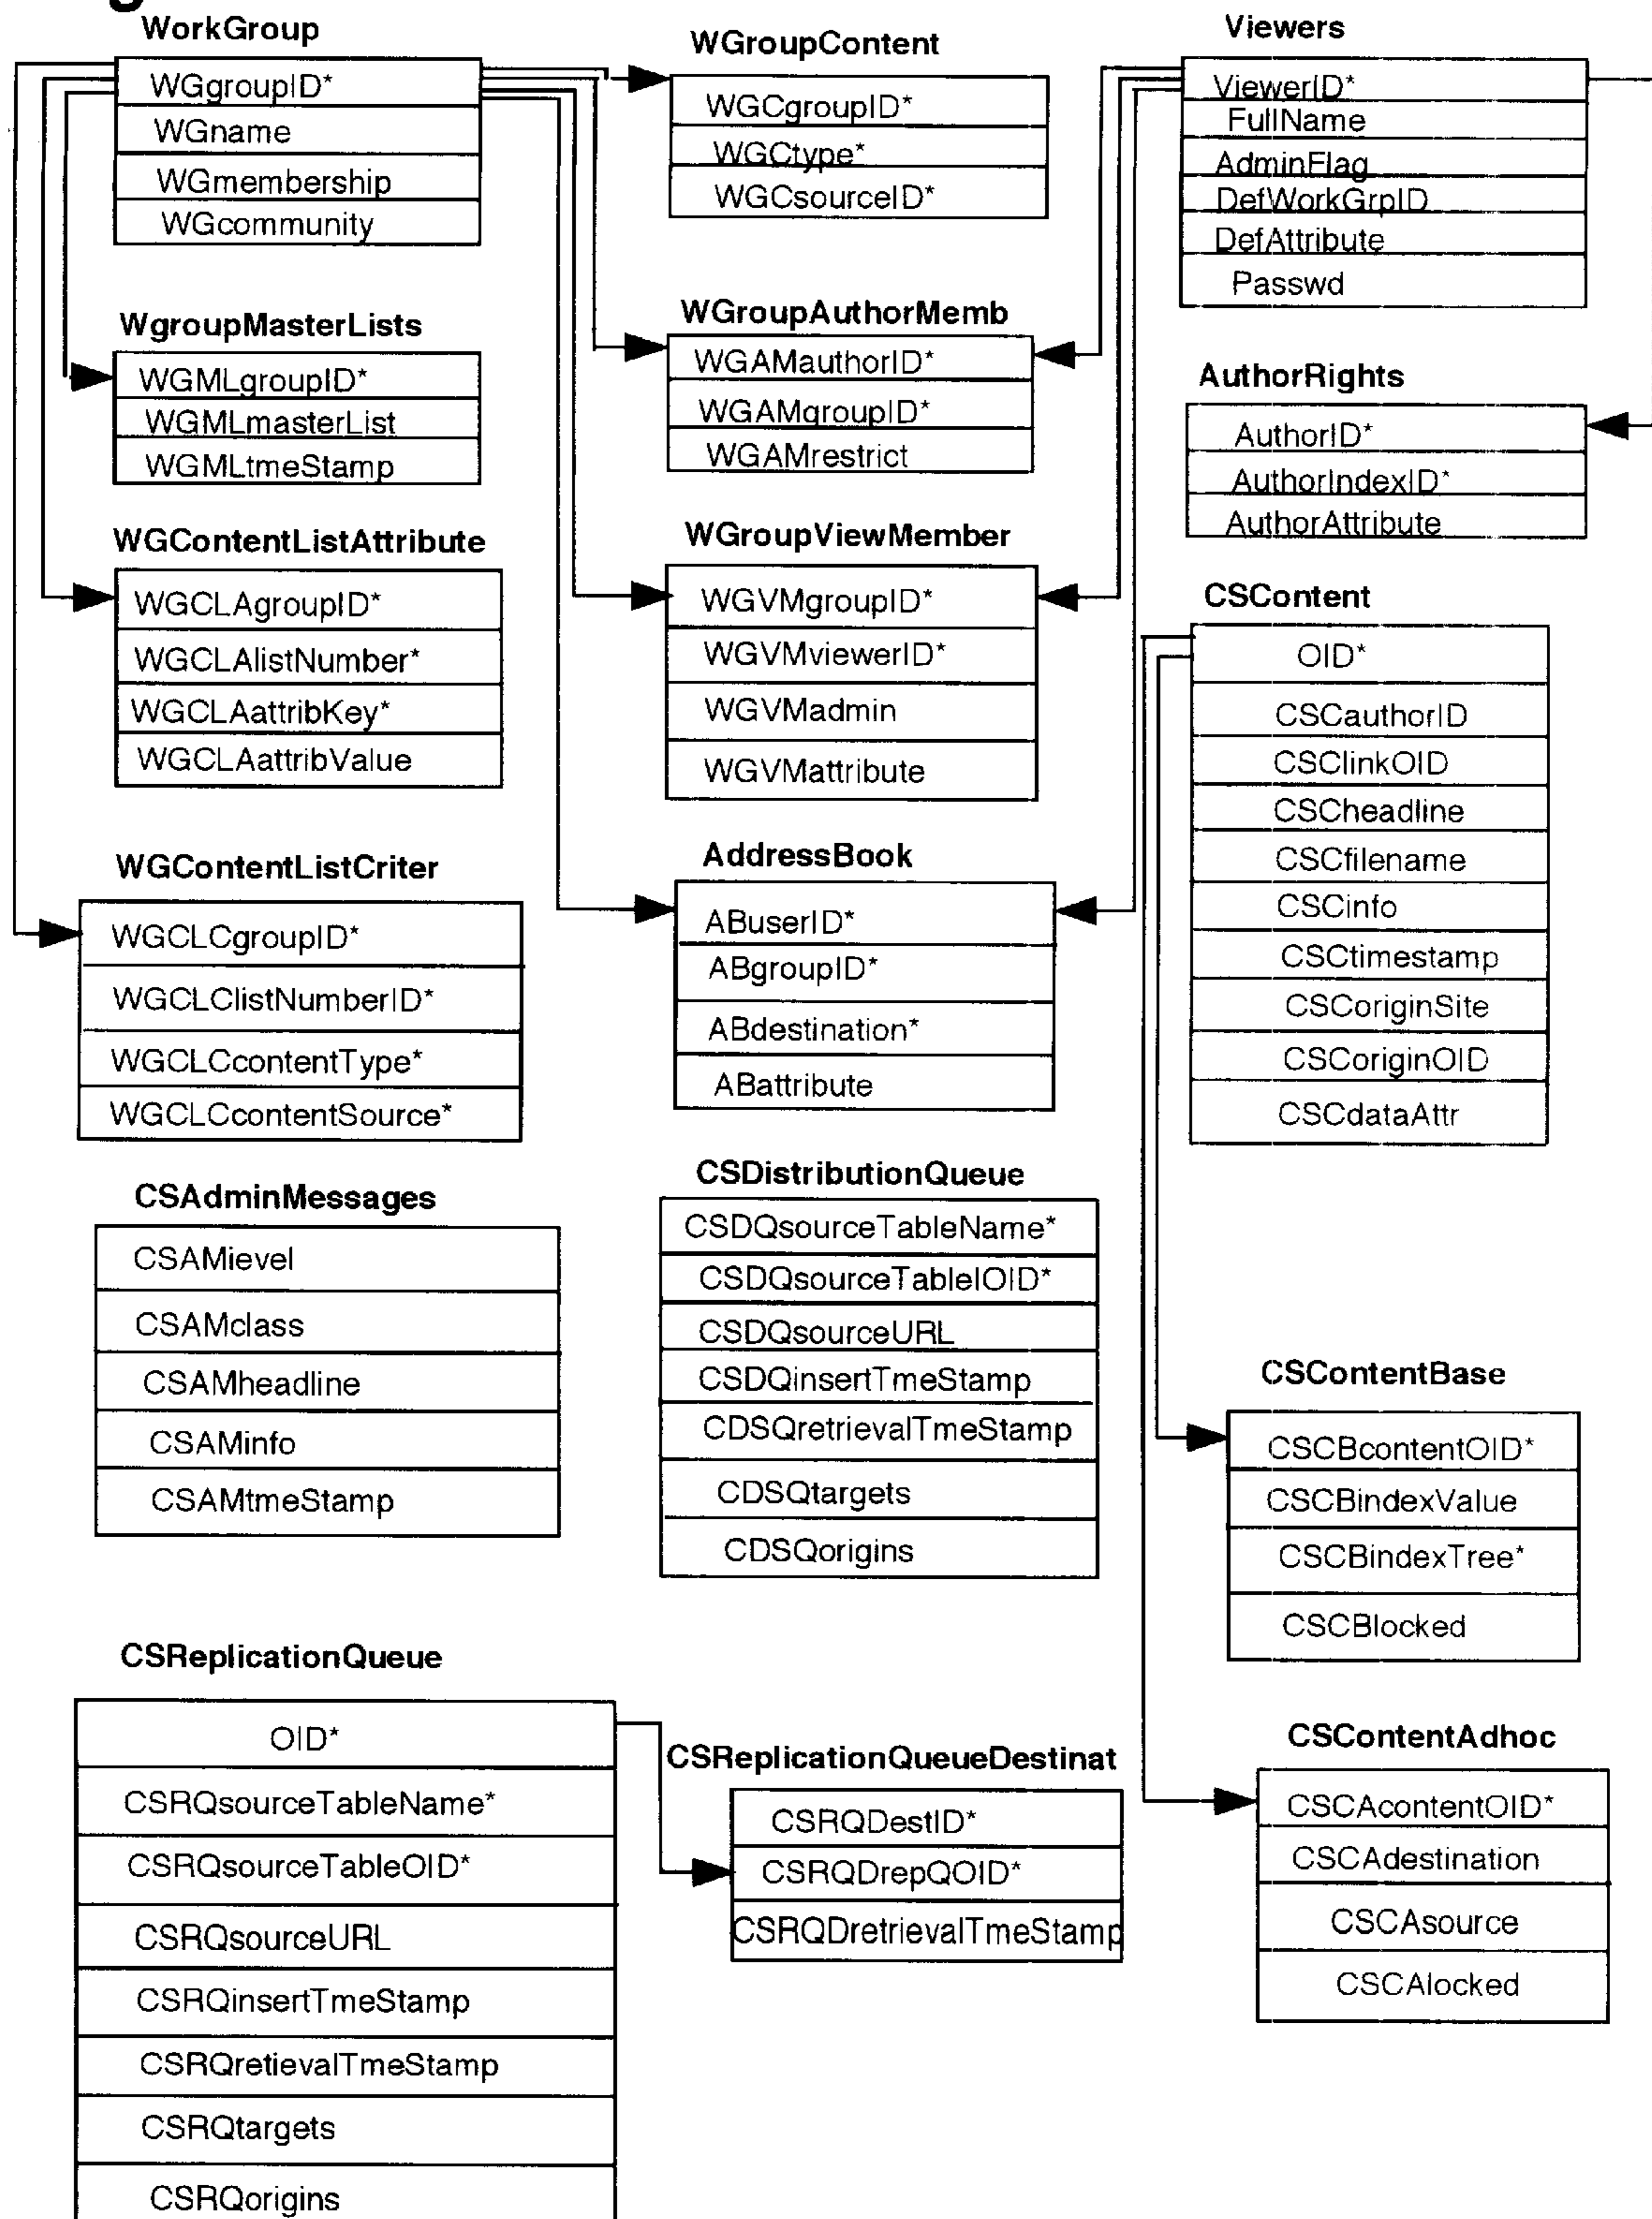 WorkGroup
WGgroupID*
WGname
WGmembership
WGcommunity
WGroupContent
WGCgroupID*
WGCtype*
WGCsourceID*
Viewers
ViewerID*
FullName
AdminFlag
DefWorkGrpID
DefAttribute
Passwd
WgroupMasterLists
WGMLgroupID*
WGMLmasterList
WGMLtmeStamp
WGroupAuthorMemb
WGAMauthorID*
WGAMgroupID*
WGAMrestrict
AuthorRights
AuthorID*
AuthorIndexID*
AuthorAttribute
WGContentListAttribute
WGCLAgroupID*
WGCLAlistNumber*
WGCLAattribKey*
WGCLAattribValue
WGroupViewMember
WGVMgroupID*
WGVMviewerID*
WGVMadmin
WGVMattribute
CSContent
OID*
CSCauthorID
CSClinkOID
CSCheadline
CSCfilename
CSCinfo
CSCtimestamp
CSCoriginSite
CSCoriginOID
CSCdataAttr
WGContentListCriter
WGCLCgroupID*
WGCLClistNumberID*
WGCLCcontentType*
WGCLCcontentSource*
AddressBook
ABuserID*
ABgroupID*
ABdestination*
ABattribute
CSAdminMessages
CSAMievel
CSAMclass
CSAMheadline
CSAMinfo
CSAMtmeStamp
CSDistributionQueue
CSDQsourceTableName*
CSDQsourceTablelOID*
CSDQsourceURL
CSDQinsertTmeStamp
CDSQretrievalTmeStamp
CDSQtargets
CDSQorigins
CSContentBase
CSCBcontentOID*
CSCBindexValue
CSCBindexTree*
CSCBlocked
CSReplicationQueue
OID*
CSRQsourceTableName*
CSRQsourceTableOID*
CSRQsourceURL
CSRQinsertTmeStamp
CSRQretievalTmeStamp
CSRQtargets
CSRQorigins
CSReplicationQueueDestinat
CSRQDestID*
CSRQDrepQOID*
CSRQDretrievalTmeStamp
CSContentAdhoc
CSCAcontentOID*
CSCAdestination
CSCAsource
CSCAlocked